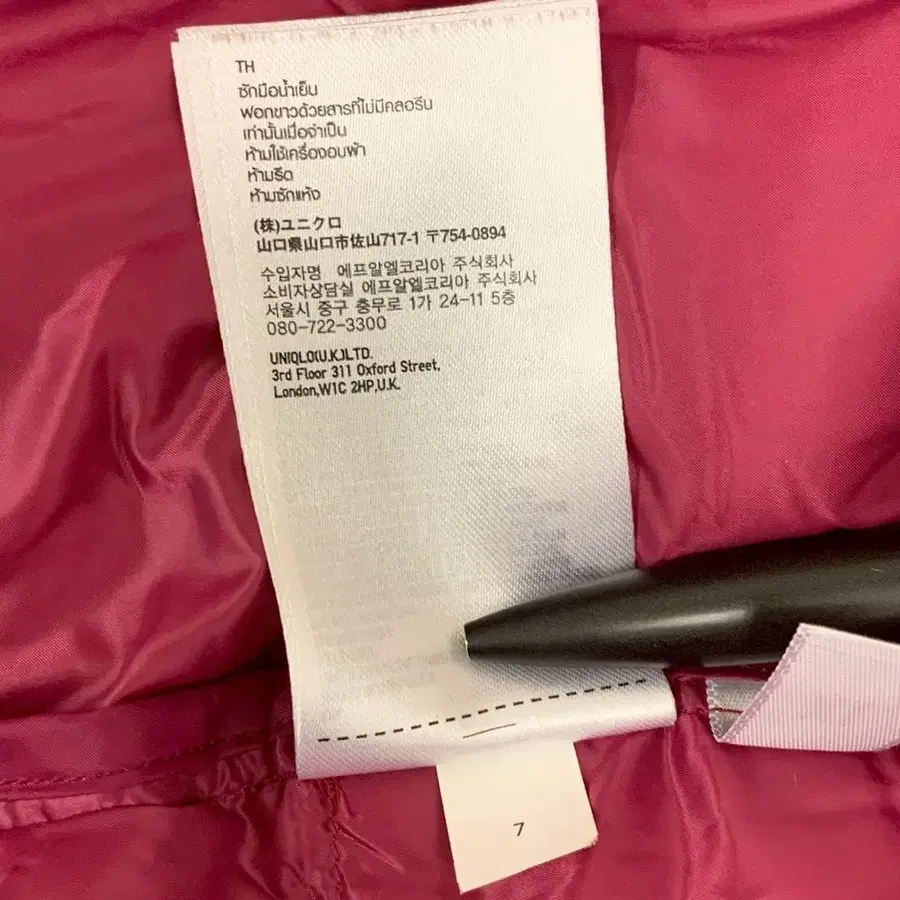 TH
ซักมือน้ำเย็น
ฟอกขาวด้วยสารที่ไม่มีคลอรีน
เท่านั้นเมื่อจำเป็น
ห้ามใช้เครื่องอบผ้า
ห้ามรีด
ห้ามซักแห้ง
(株)ユニクロ
山口県山口市佐山717-1 〒754-0894
수입자명 에프알엘코리아 주식회사
소비자상담실 에프알엘코리아 주식회사
서울시 중구 충무로 1가 24-11 5층
080-722-3300
UNIQLO(U.K.)LTD.
3rd Floor 311 Oxford Street,
London,W1C 2HP,U.K.
7